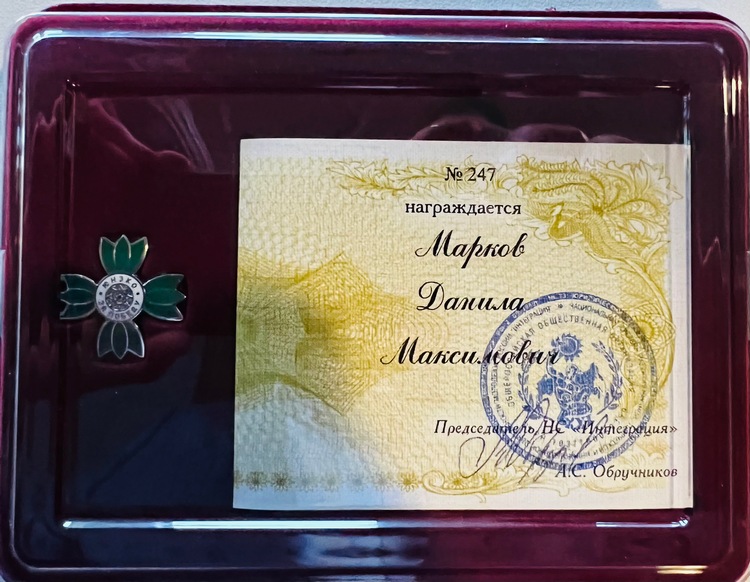 № 247
награждается
Марков
Данила
Максимович
Председатель НС «Интеграция»
А.С. Обручников